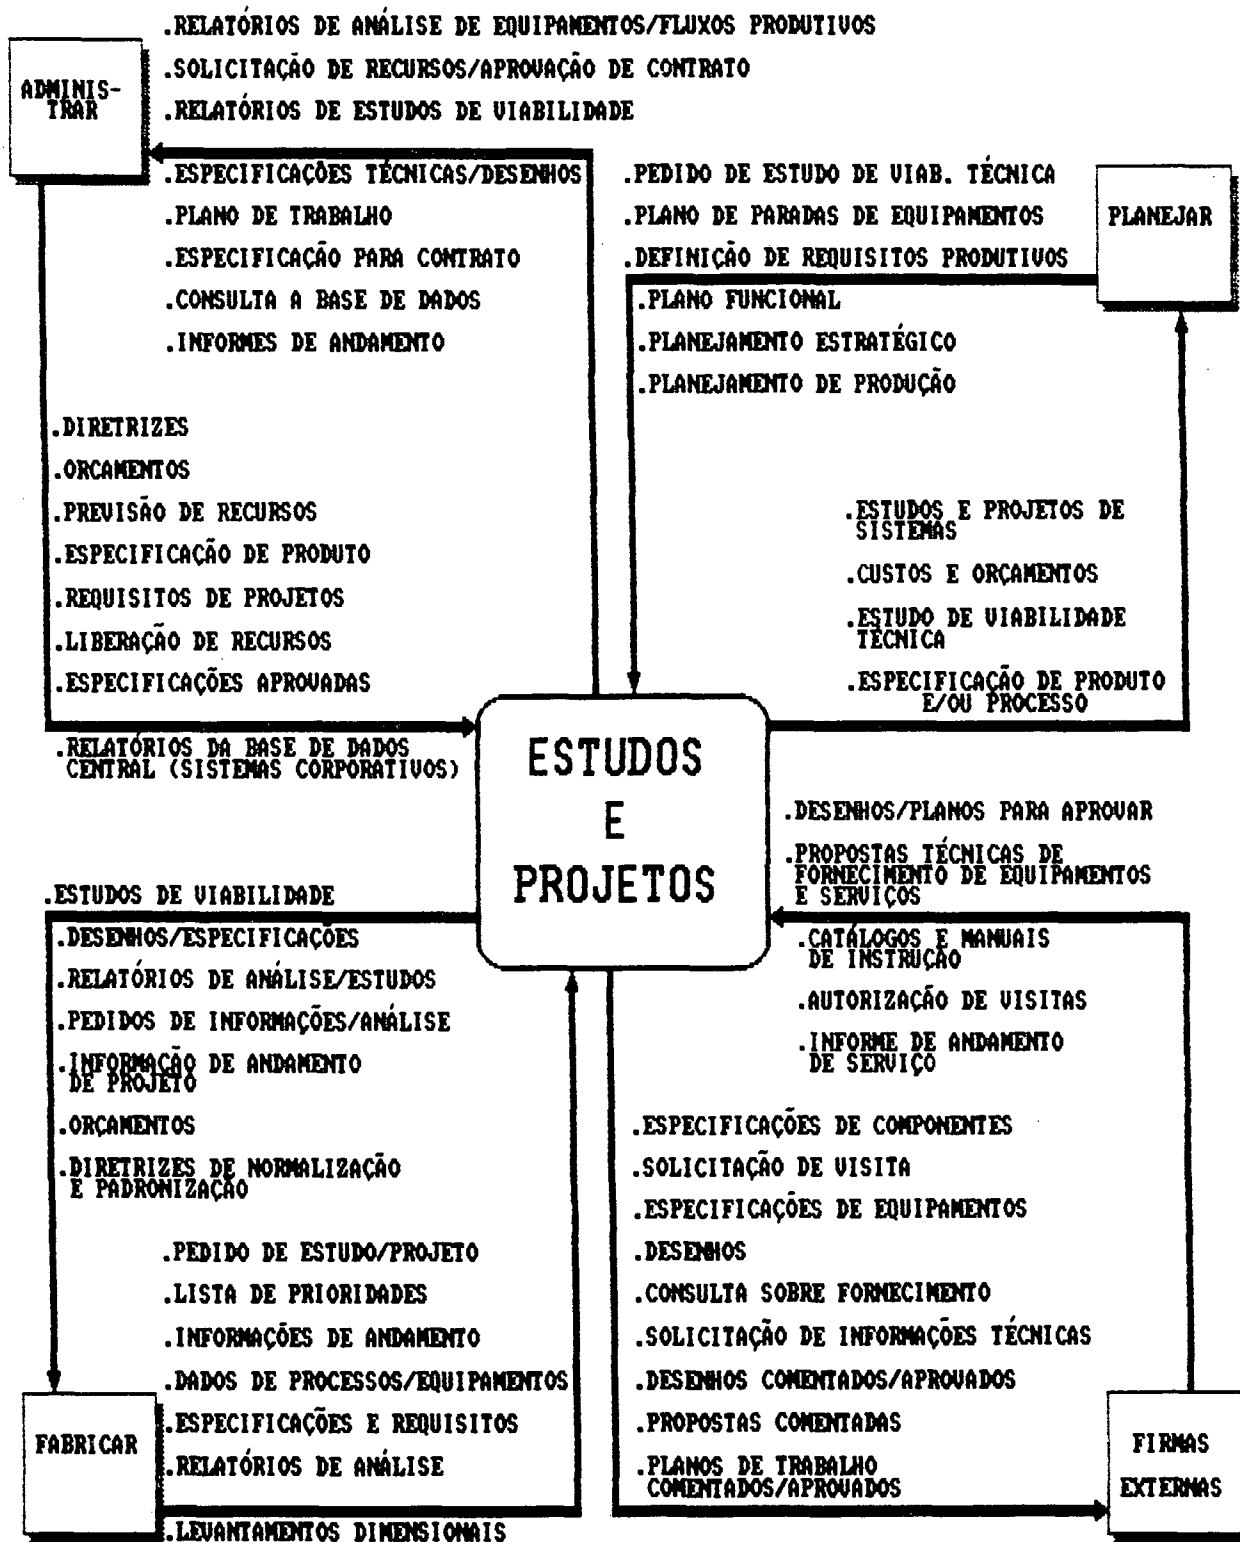 .RELATÓRIOS DE ANÁLISE DE EQUIPAMENTOS/FLUXOS PRODUTIVOS
.SOLICITAÇÃO DE RECURSOS/APROVAÇÃO DE CONTRATO
.RELATÓRIOS DE ESTUDOS DE VIABILIDADE
ADMINIS-
TRAR
.ESPECIFICAÇÕES TÉCNICAS/DESENHOS
.PLANO DE TRABALHO
.ESPECIFICAÇÃO PARA CONTRATO
.CONSULTA A BASE DE DADOS
.INFORMES DE ANDAMENTO
.PEDIDO DE ESTUDO DE VIAB. TÉCNICA
.PLANO DE PARADAS DE EQUIPAMENTOS
.DEFINIÇÃO DE REQUISITOS PRODUTIVOS
PLANEJAR
.PLANO FUNCIONAL
.PLANEJAMENTO ESTRATÉGICO
.PLANEJAMENTO DE PRODUÇÃO
.DIRETRIZES
.ORCAMENTOS
.PREVISÃO DE RECURSOS
.ESPECIFICAÇÃO DE PRODUTO
.REQUISITOS DE PROJETOS
.LIBERAÇÃO DE RECURSOS
.ESPECIFICAÇÕES APROVADAS
.RELATÓRIOS DA BASE DE DADOS
CENTRAL (SISTEMAS CORPORATIVOS)
.ESTUDOS E PROJETOS DE
SISTEMAS
.CUSTOS E ORÇAMENTOS
.ESTUDO DE VIABILIDADE
TÉCNICA
.ESPECIFICAÇÃO DE PRODUTO
E/OU PROCESSO
ESTUDOS
E
PROJETOS
.DESENHOS/PLANOS PARA APROVAR
.PROPOSTAS TÉCNICAS DE
FORNECIMENTO DE EQUIPAMENTOS
E SERVIÇOS
.CATÁLOGOS E MANUAIS
DE INSTRUÇÃO
.AUTORIZAÇÃO DE VISITAS
.INFORME DE ANDAMENTO
DE SERVIÇO
.ESTUDOS DE VIABILIDADE
.DESENHOS/ESPECIFICAÇÕES
.RELATÓRIOS DE ANÁLISE/ESTUDOS
.PEDIDOS DE INFORMAÇÕES/ANÁLISE
.INFORMAÇÃO DE ANDAMENTO
DE PROJETO
.ORÇAMENTOS
.DIRETRIZES DE NORMALIZAÇÃO
E PADRONIZAÇÃO
.PEDIDO DE ESTUDO/PROJETO
.LISTA DE PRIORIDADES
.INFORMAÇÕES DE ANDAMENTO
.DADOS DE PROCESSOS/EQUIPAMENTOS
.ESPECIFICAÇÕES E REQUISITOS
.RELATÓRIOS DE ANÁLISE
.LEVANTAMENTOS DIMENSIONAIS
FABRICAR
.ESPECIFICAÇÕES DE COMPONENTES
.SOLICITAÇÃO DE VISITA
.ESPECIFICAÇÕES DE EQUIPAMENTOS
.DESENHOS
.CONSULTA SOBRE FORNECIMENTO
.SOLICITAÇÃO DE INFORMAÇÕES TÉCNICAS
.DESENHOS COMENTADOS/APROVADOS
.PROPOSTAS COMENTADAS
.PLANOS DE TRABALHO
COMENTADOS/APROVADOS
FIRMAS
EXTERNAS